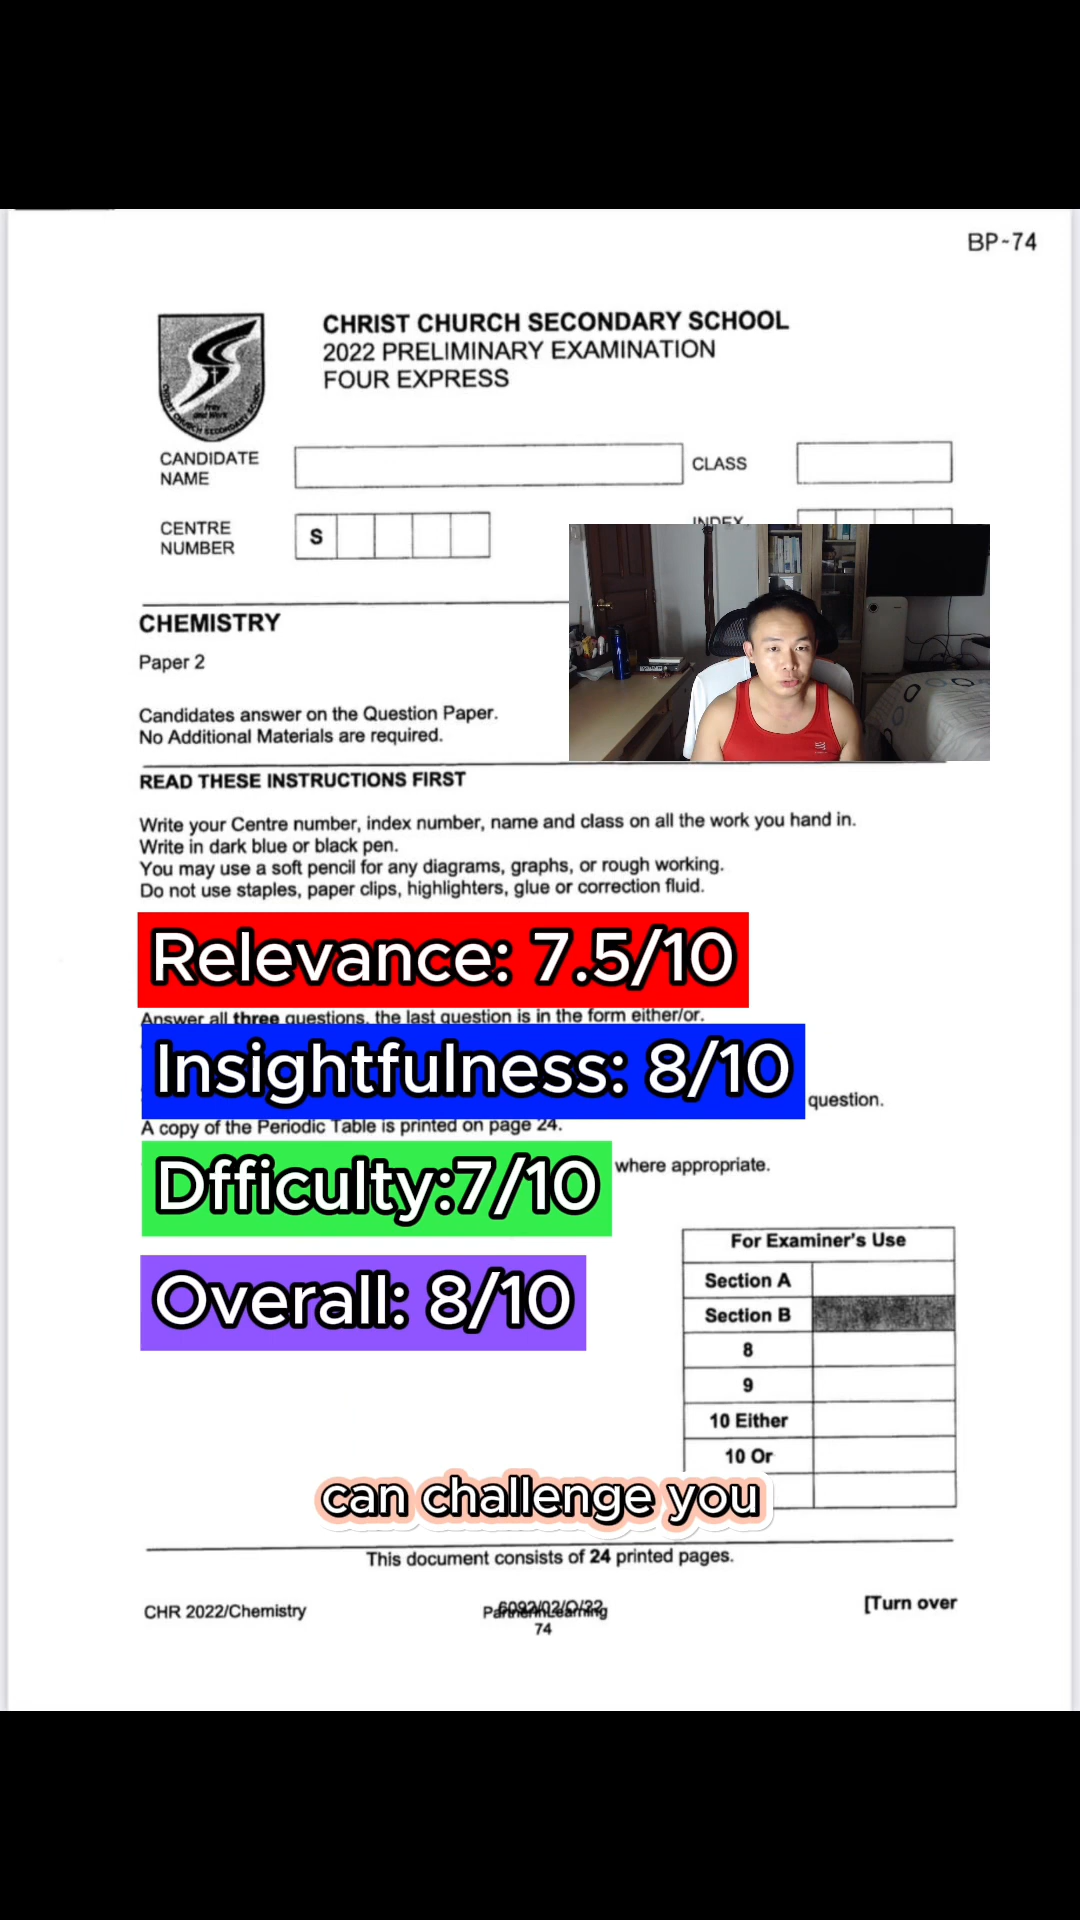 BP-74
CHRIST CHURCH SECONDARY SCHOOL
2022 PRELIMINARY EXAMINATION
FOUR EXPRESS
CANDIDATE
NAME
CLASS
CENTRE
NUMBER
S
INDEX
CHEMISTRY
Paper 2
Candidates answer on the Question Paper.
No Additional Materials are required.
READ THESE INSTRUCTIONS FIRST
Write your Centre number, index number, name and class on all the work you hand in.
Write in dark blue or black pen.
You may use a soft pencil for any diagrams, graphs, or rough working.
Do not use staples, paper clips, highlighters, glue or correction fluid.
Relevance: 7.5/10
Answer all three questions, the last question is in the form either/or.
Insightfulness: 8/10
question.
A copy of the Periodic Table is printed on page 24.
Dfficulty:7/10
where appropriate.
Overall: 8/10
For Examiner's Use
Section A
Section B
8
9
10 Either
10 Or
can challenge you
This document consists of 24 printed pages.
CHR 2022/Chemistry
6092/02/O/22
PartnerInLearning
74
[Turn over